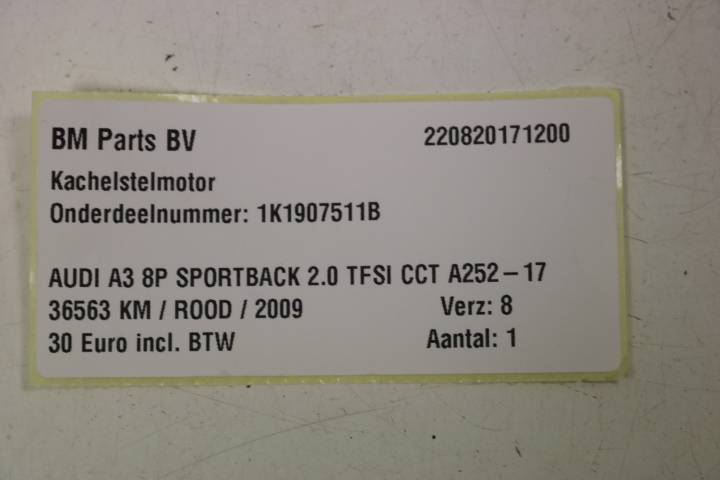 BM Parts BV 220820171200
Kachelstelmotor
Onderdeelnummer: 1K1907511B
AUDI A3 8P SPORTBACK 2.0 TFSI CCT A252-17
36563 KM / ROOD / 2009 Verz: 8
30 Euro incl. BTW Aantal: 1